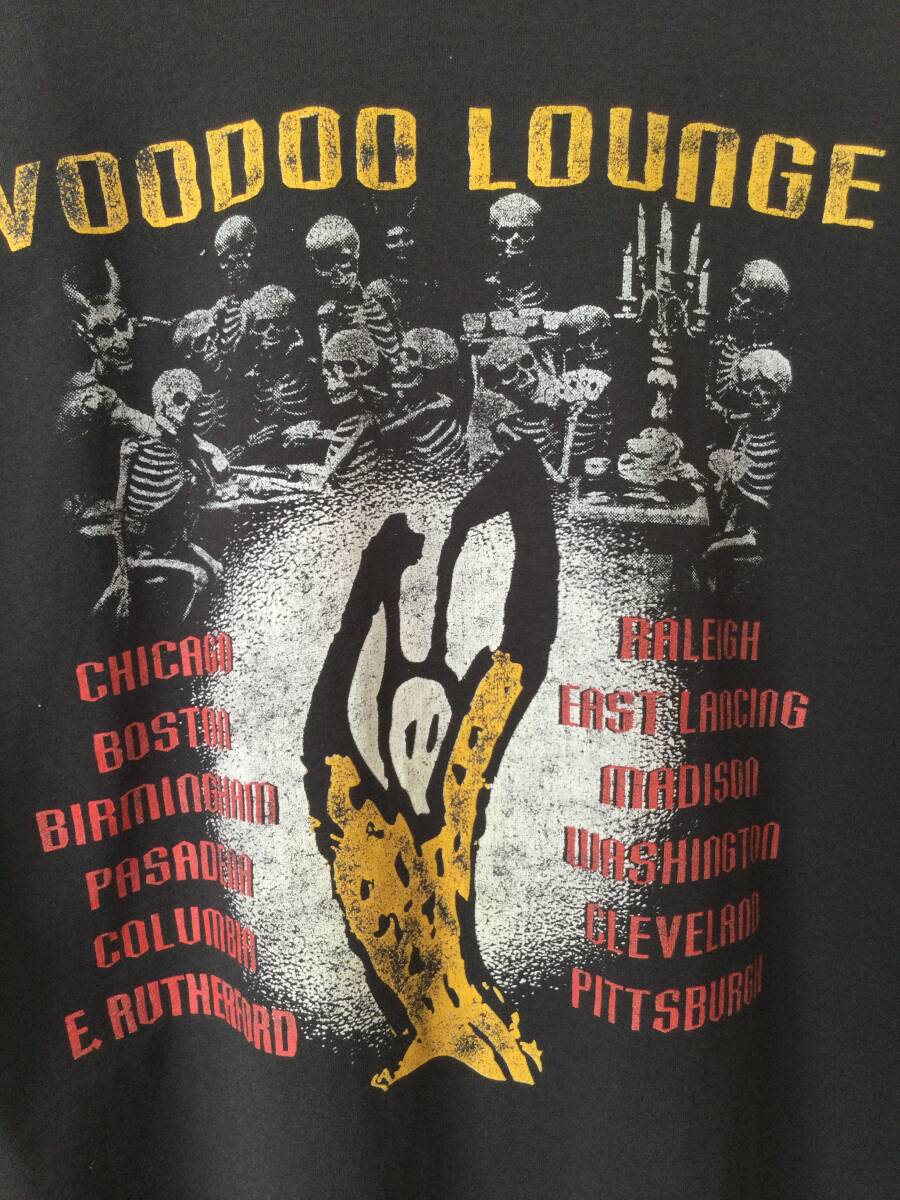 VOODOO LOUNGE
CHICAGO
BOSTON
BIRMINGHAM
PASADENA
COLUMBIA
E. RUTHERFORD
RALEIGH
EAST LANCING
MADISON
WASHINGTON
CLEVELAND
PITTSBURGH